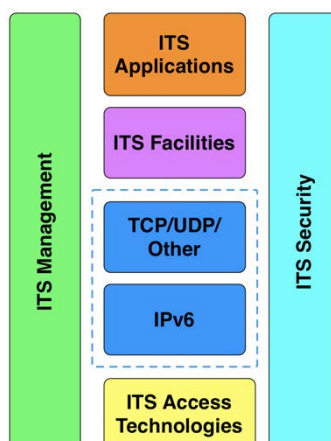 ITS Management
ITS
Applications
ITS Facilities
TCP/UDP/
Other
IPv6
ITS Access
Technologies
ITS Security